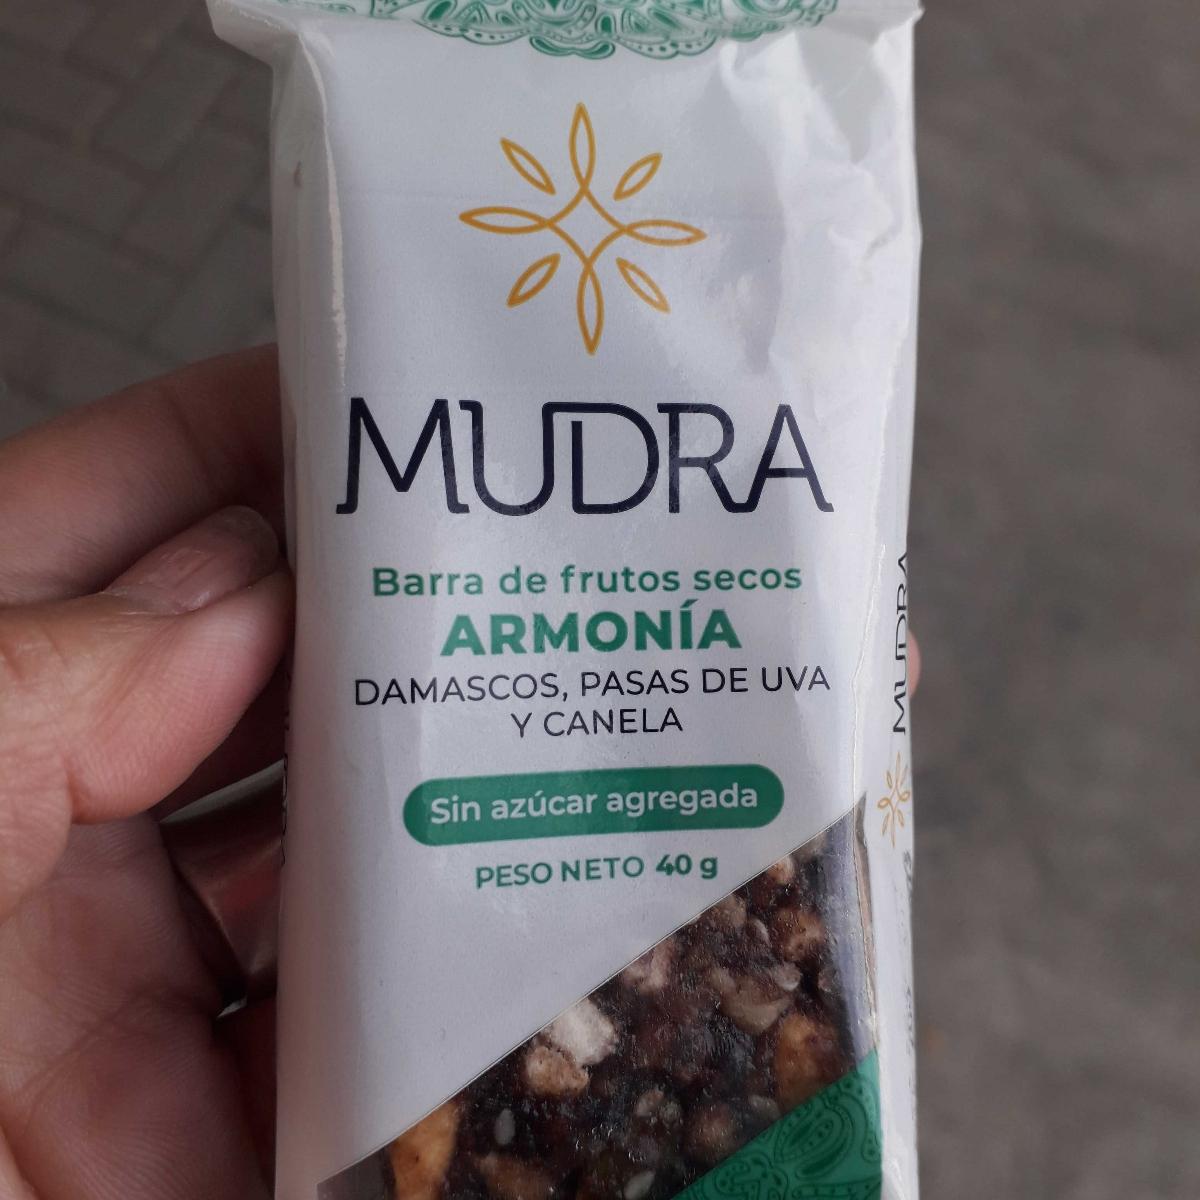 MUDRA
Barra de frutos secos
ARMONÍA
DAMASCOS, PASAS DE UVA
Y CANELA
Sin azúcar agregada
PESO NETO 40 g
MUDRA